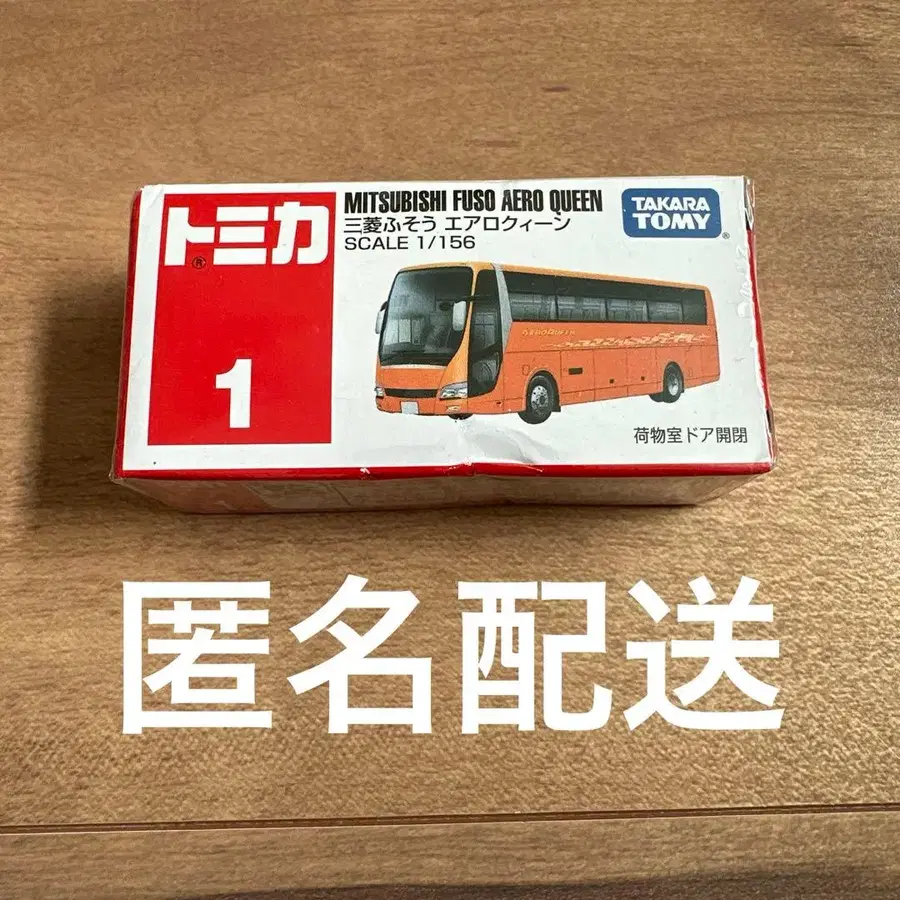 トミカ
®
1
MITSUBISHI FUSO AERO QUEEN
三菱ふそう エアロクィーン
SCALE 1/156
TAKARA
TOMY
®
AEROQUEEN
荷物室ドア開閉
匿名配送